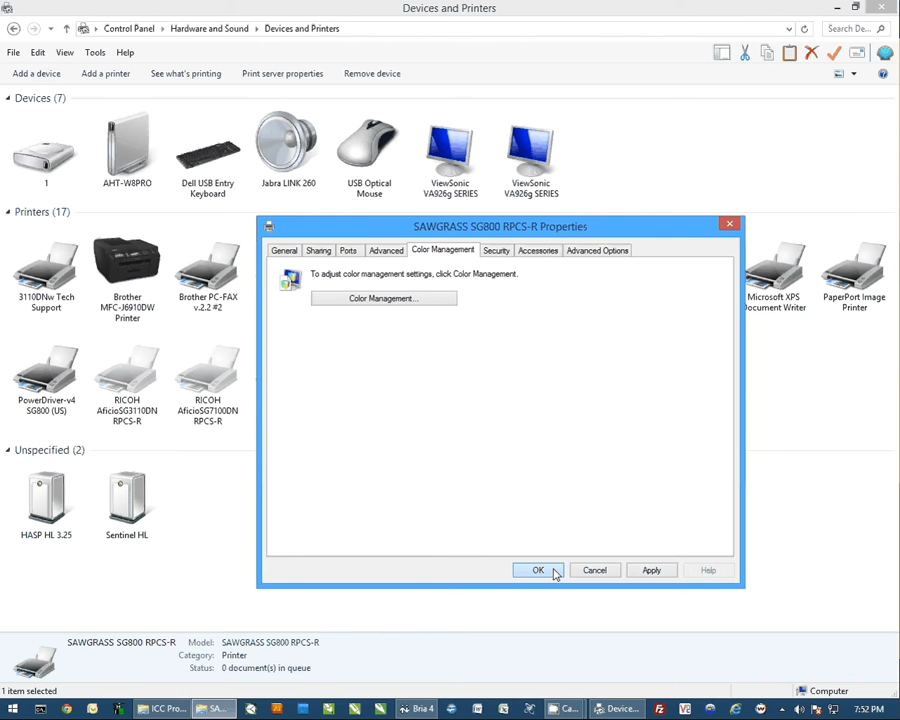 Devices and Printers
Control Panel
Hardware and Sound
Devices and Printers
Search De...
File Edit View Tools Help
Add a device Add a printer See what's printing Print server properties Remove device
Devices (7)
1
AHT-W8PRO
Dell USB Entry
Keyboard
Jabra LINK 260
USB Optical
Mouse
ViewSonic
VA926g SERIES
ViewSonic
VA926g SERIES
Printers (17)
3110DNw Tech
Support
Brother
MFC-J6910DW
Printer
Brother PC-FAX
v.2.2 #2
Microsoft XPS
Document Writer
PaperPort Image
Printer
PowerDriver-v4
SG800 (US)
RICOH
AficioSG3110DN
RPCS-R
RICOH
AficioSG7100DN
RPCS-R
SAWGRASS SG800 RPCS-R Properties
General Sharing Ports Advanced Color Management Security Accessories Advanced Options
To adjust color management settings, click Color Management.
Color Management...
OK Cancel Apply Help
Unspecified (2)
HASP HL 3.25
Sentinel HL
SAWGRASS SG800 RPCS-R
Model: SAWGRASS SG800 RPCS-R
Category: Printer
Status: 0 document(s) in queue
1 item selected
Computer
ICC Pro...
SA...
Bria 4
Ca...
Device...
7:52 PM